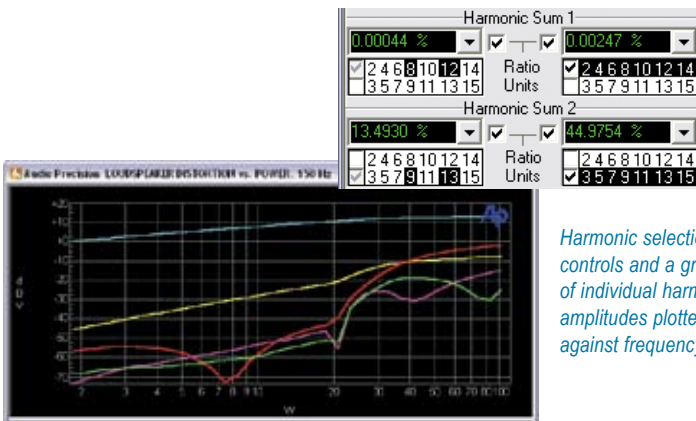 Harmonic Sum 1
0.00044 % 0.00247 %
2 4 6 8 10 12 14 Ratio 2 4 6 8 10 12 14
3 5 7 9 11 13 15 Units 3 5 7 9 11 13 15
Harmonic Sum 2
13.4930 % 44.9754 %
2 4 6 8 10 12 14 Ratio 2 4 6 8 10 12 14
3 5 7 9 11 13 15 Units 3 5 7 9 11 13 15
Audio Precision LOUDSPEAKER DISTORTION vs. POWER: 150 Hz
Ap
W
Harmonic selectio
controls and a gr
of individual harm
amplitudes plotte
against frequency